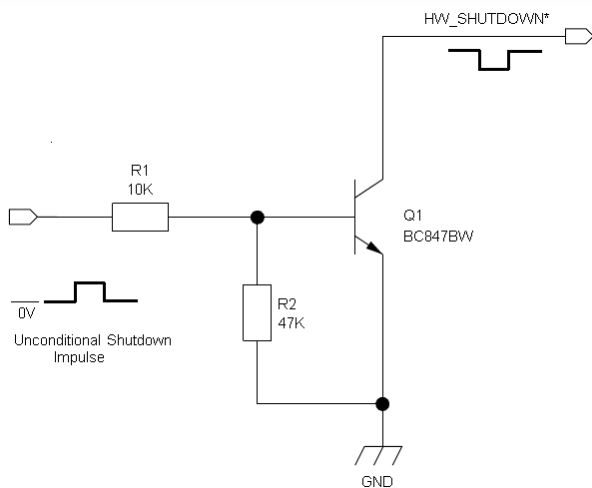 HW_SHUTDOWN*
R1
10K
Q1
BC847BW
R2
47K
0V
Unconditional Shutdown
Impulse
GND